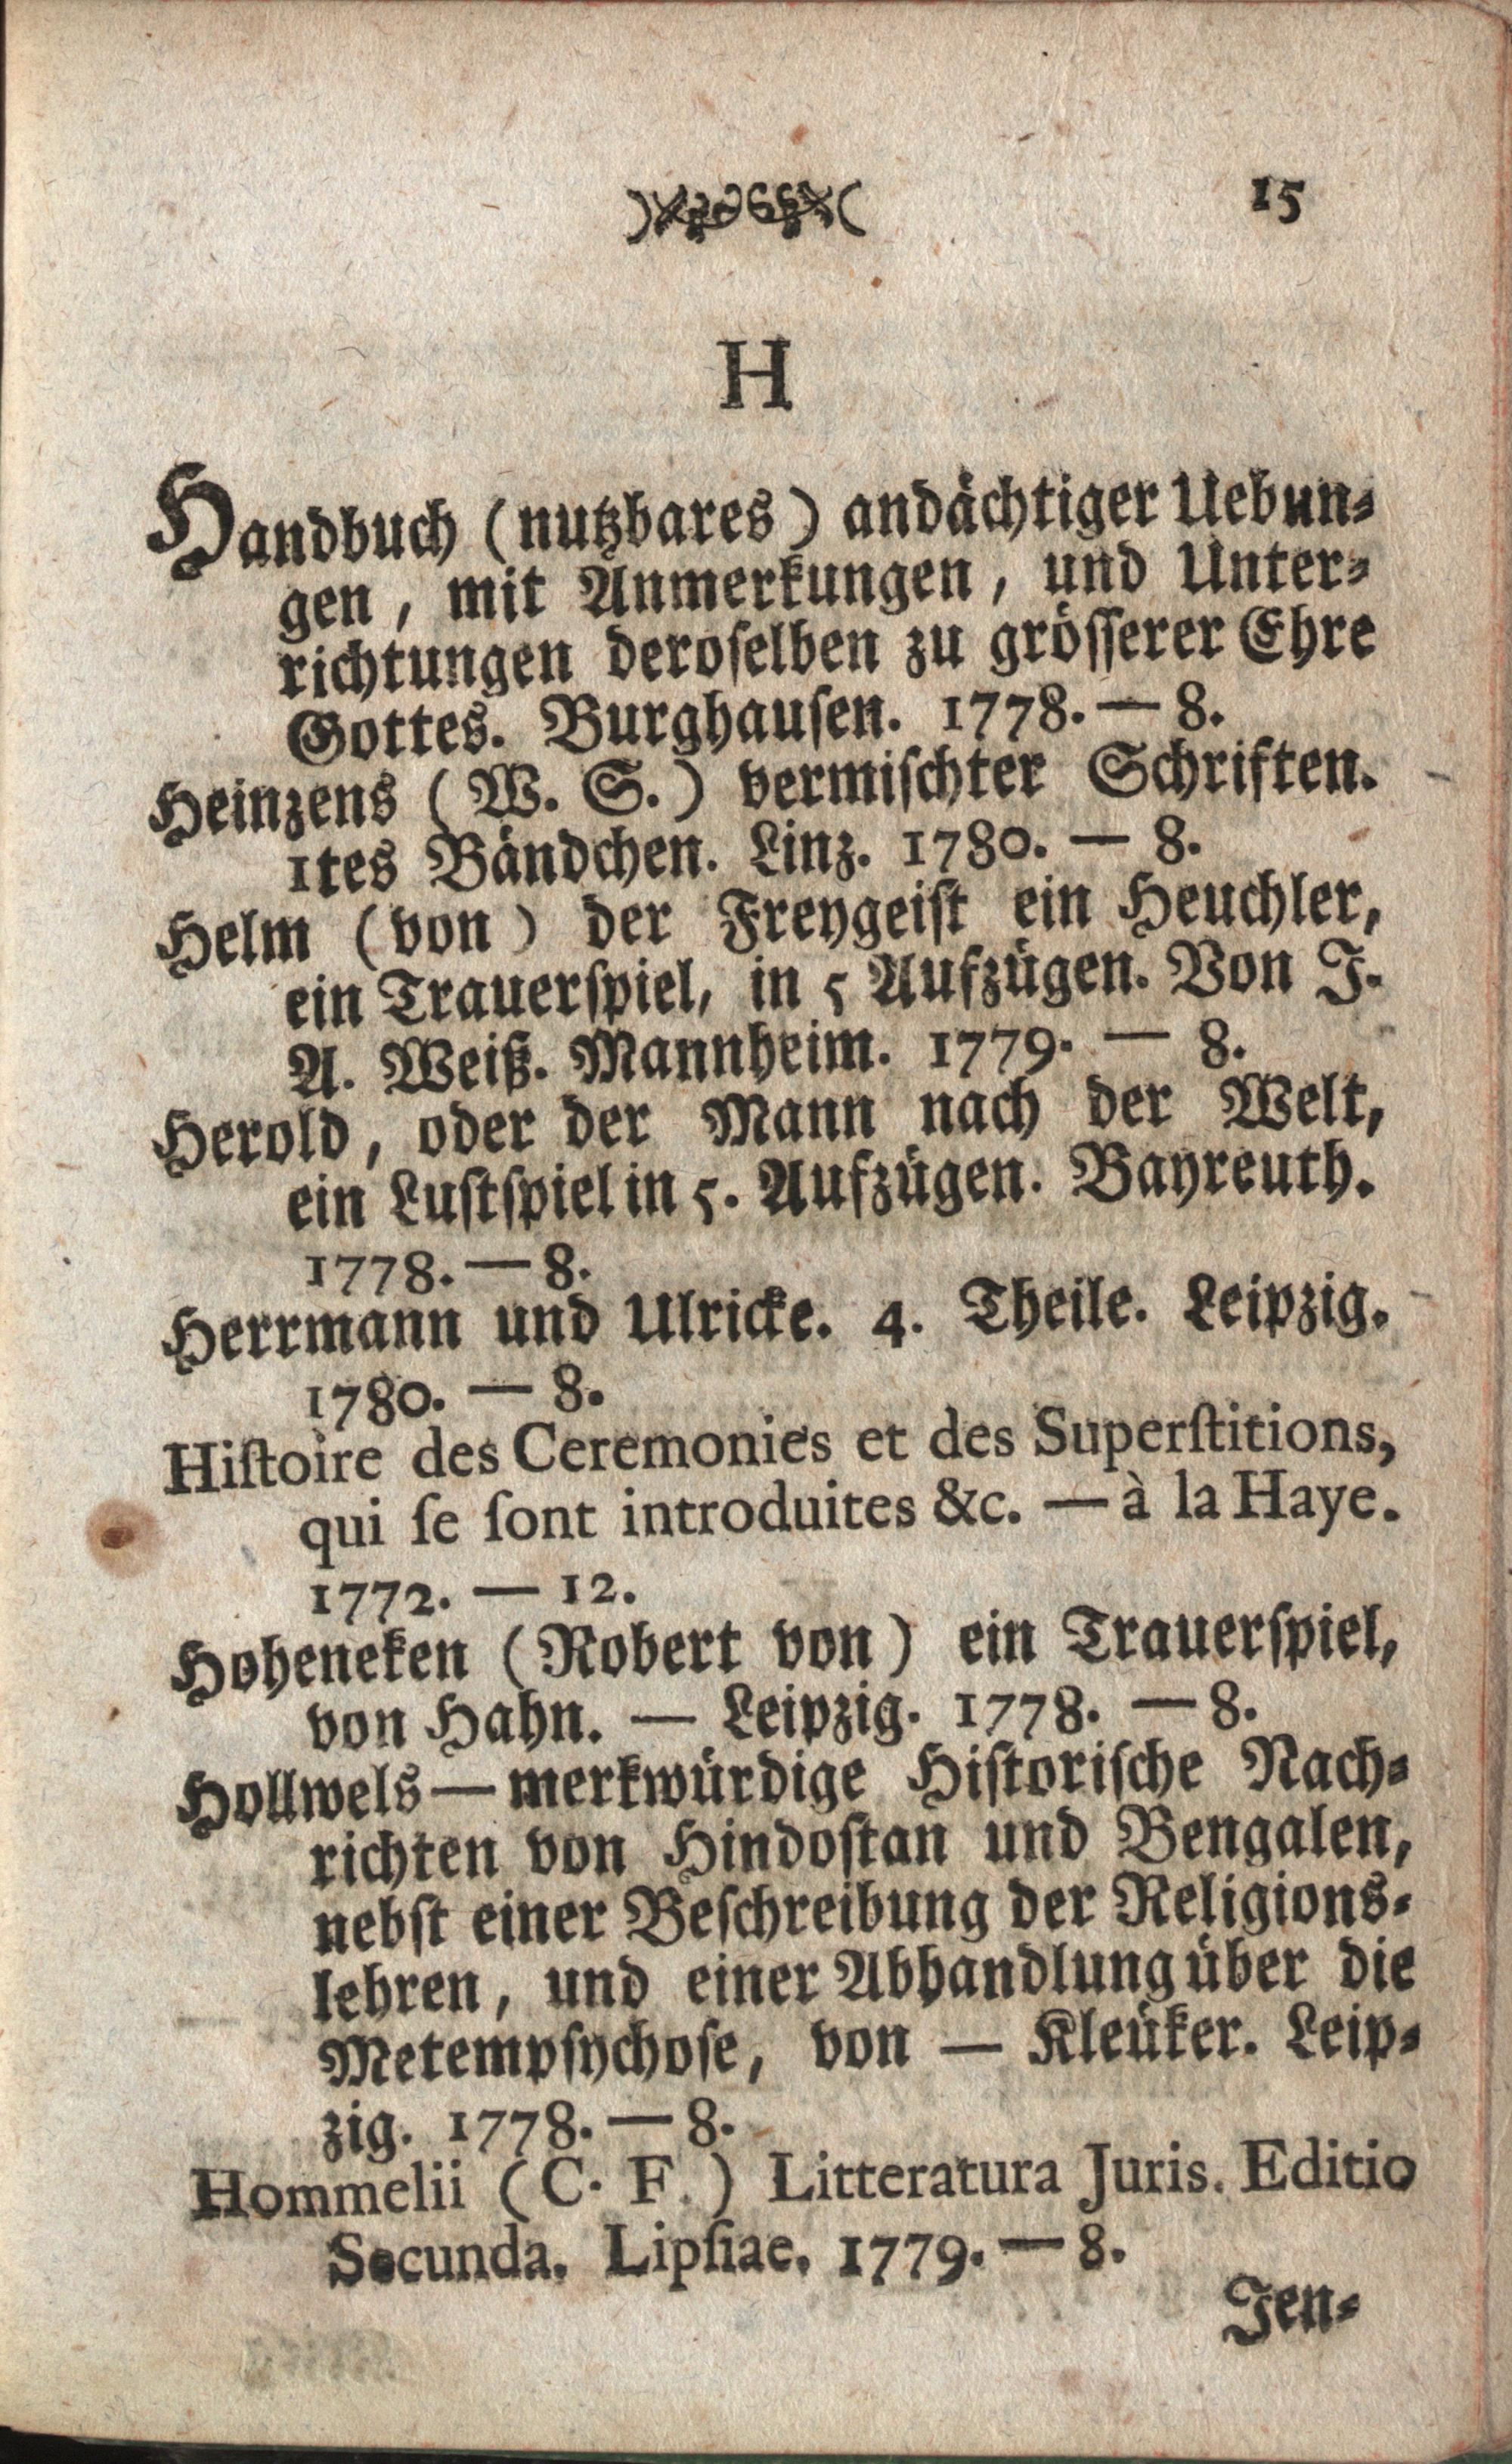 15
H
Handbuch (nutzbares) andächtiger Uebun-
gen, mit Anmerkungen, und Unter-
richtungen deroſelben zu gröſſerer Ehre
Gottes. Burghauſen. 1778. — 8.
Heinzens (W. S.) vermiſchter Schriften.
1tes Bändchen. Linz. 1780. — 8.
Helm (von) der Freygeiſt ein Heuchler,
ein Trauerſpiel, in 5 Aufzügen. Von J.
A. Weiß. Mannheim. 1779. — 8.
Herold, oder der Mann nach der Welt,
ein Luſtſpiel in 5. Aufzügen. Bayreuth.
1778. — 8.
Herrmann und Ulricke. 4. Theile. Leipzig.
1780. — 8.
Hiſtoire des Ceremonies et des Superſtitions,
qui ſe ſont introduites &c. — à la Haye.
1772. — 12.
Hoheneken (Robert von) ein Trauerſpiel,
von Hahn. — Leipzig. 1778. — 8.
Hollwels — merkwürdige Hiſtoriſche Nach-
richten von Hindoſtan und Bengalen,
nebſt einer Beſchreibung der Religions-
lehren, und einer Abhandlung über die
Metempſychoſe, von — Kleüker. Leip-
zig. 1778. — 8.
Hommelii (C. F.) Litteratura Juris. Editio
Secunda. Lipſiae. 1779. — 8.
Jen-